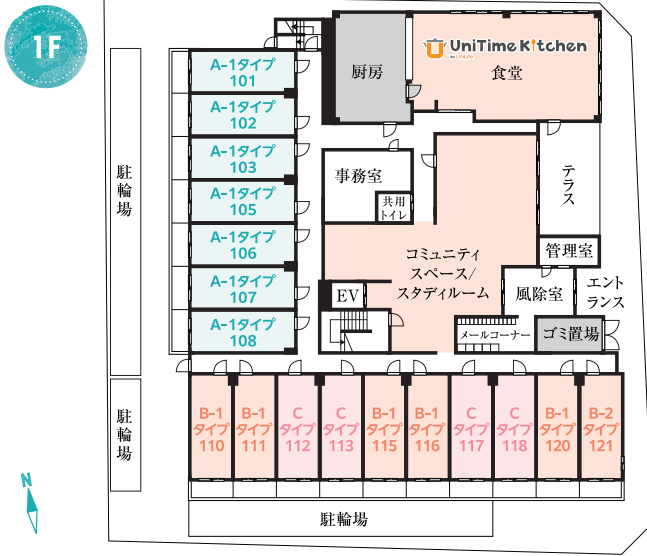 1F
UniTime Kitchen
by UniLife
食堂
厨房
A-1タイプ
101
A-1タイプ
102
A-1タイプ
103
A-1タイプ
105
A-1タイプ
106
A-1タイプ
107
A-1タイプ
108
駐輪場
事務室
共用
トイレ
テラス
コミュニティ
スペース/
スタディルーム
管理室
EV
風除室
エント
ランス
メールコーナー
ゴミ置場
駐輪場
B-1
タイプ
110
B-1
タイプ
111
C
タイプ
112
C
タイプ
113
B-1
タイプ
115
B-1
タイプ
116
C
タイプ
117
C
タイプ
118
B-1
タイプ
120
B-2
タイプ
121
N
駐輪場